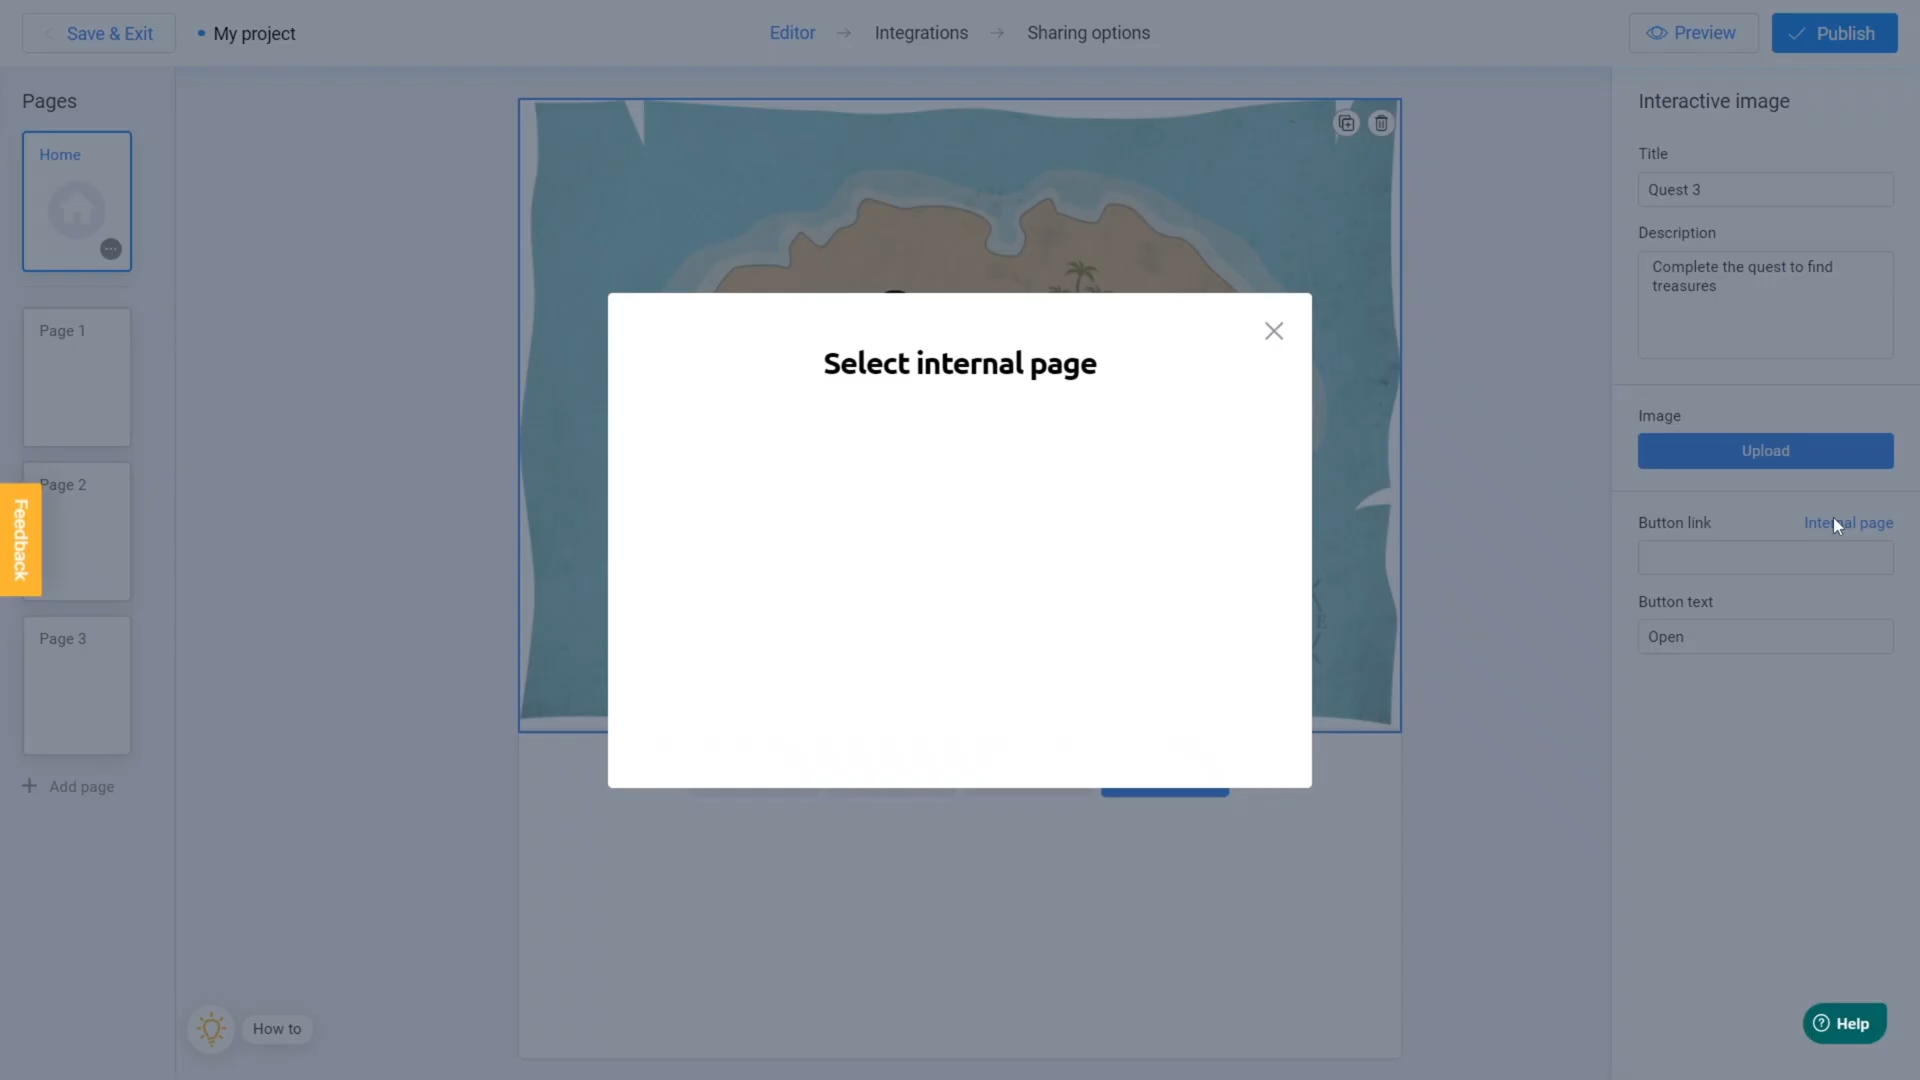 Save & Exit
My project
Editor
Integrations
Sharing options
Preview
Publish
Pages
Home
Page 1
Page 2
Page 3
Add page
Feedback
Select internal page
How to
Interactive image
Title
Quest 3
Description
Complete the quest to find
treasures
Image
Upload
Button link
Internal page
Button text
Open
E
Help